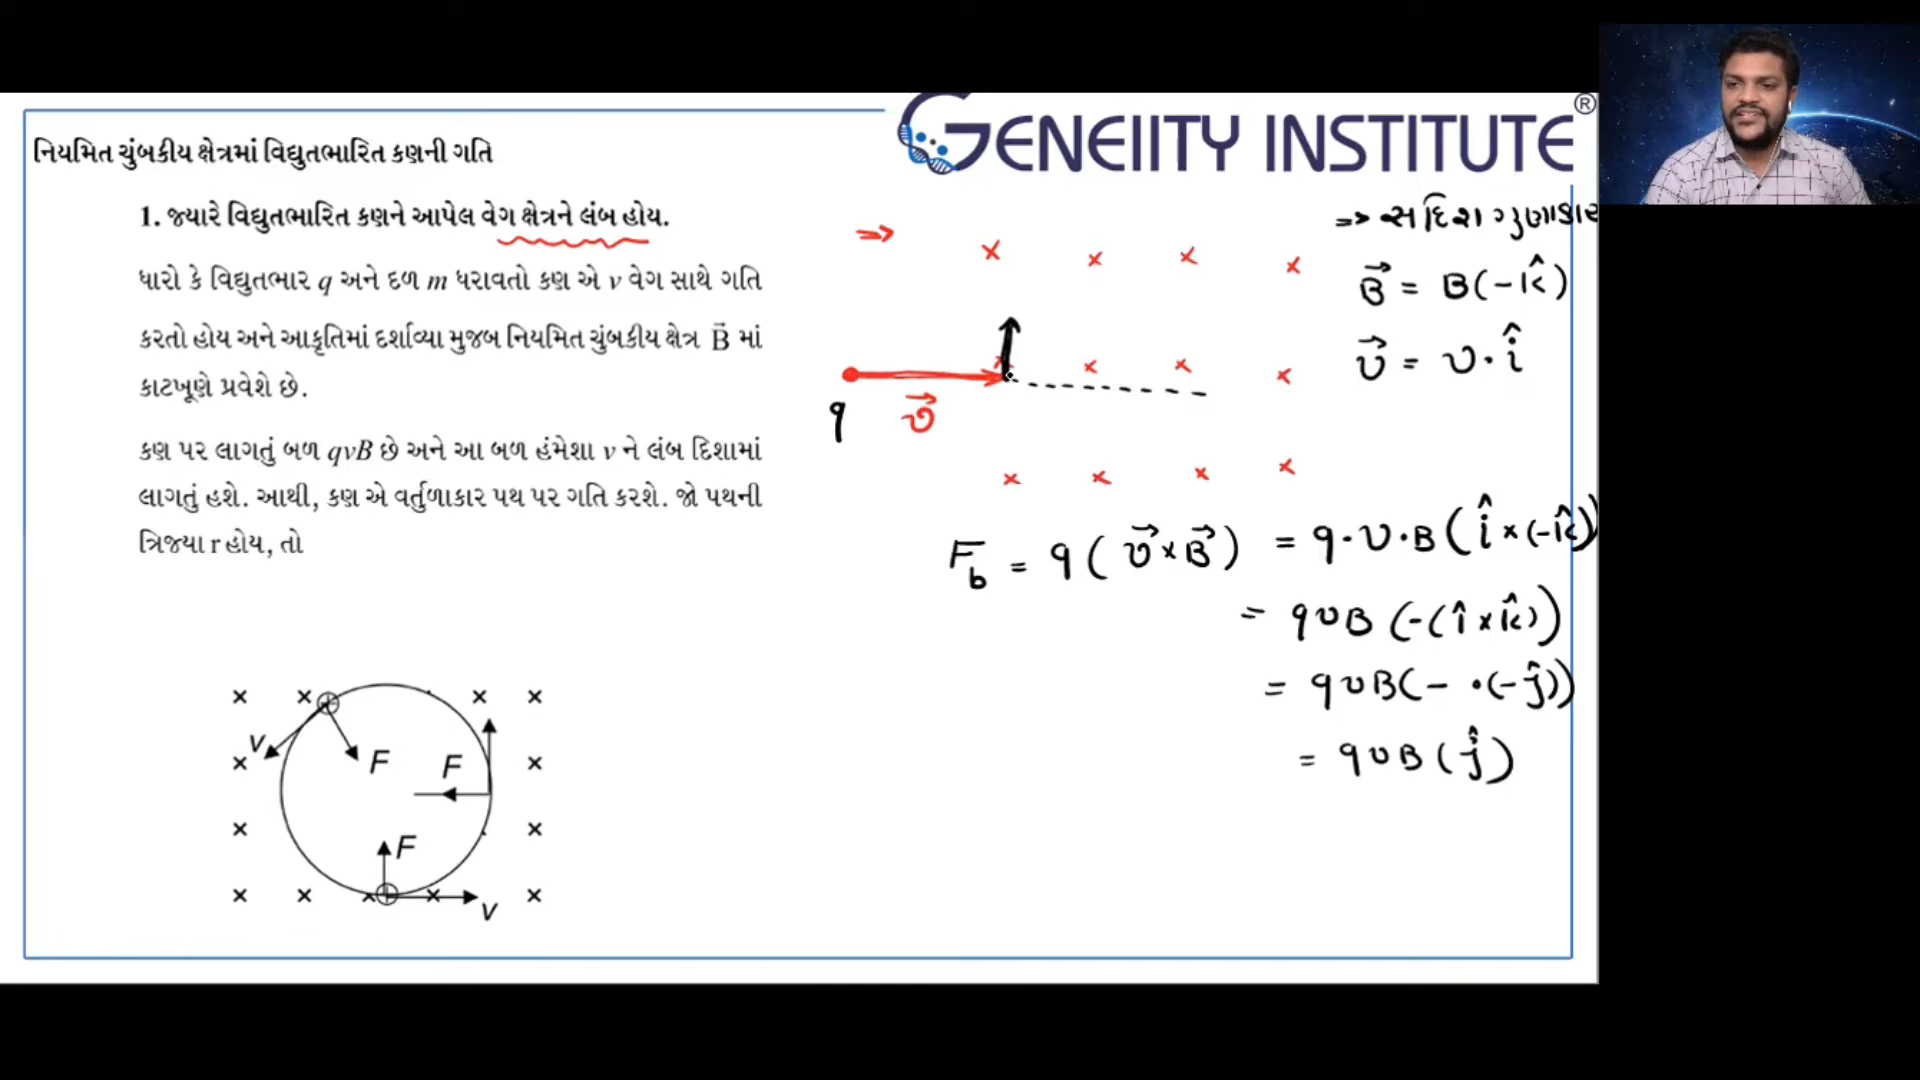 GENEIITY INSTITUTE®
નિયમિત ચુંબકીય ક્ષેત્રમાં વિદ્યુતભારિત કણની ગતિ
1. જ્યારે વિદ્યુતભારિત કણને આપેલ વેગ ક્ષેત્રને લંબ હોય.
ધારો કે વિદ્યુતભાર q અને દળ m ધરાવતો કણ એ v વેગ સાથે ગતિ
કરતો હોય અને આકૃતિમાં દર્શાવ્યા મુજબ નિયમિત ચુંબકીય ક્ષેત્ર B⃗ માં
કાટખૂણે પ્રવેશે છે.
કણ પર લાગતું બળ qvB છે અને આ બળ હંમેશા v ને લંબ દિશામાં
લાગતું હશે. આથી, કણ એ વર્તુળાકાર પથ પર ગતિ કરશે. જો પથની
ત્રિજ્યા r હોય, તો
v
F
F
F
v
⇒
q
v⃗
⇒ સદિશ ગુણાકાર
B⃗ = B(-k̂)
v⃗ = v·î
F_b = q(v⃗×B⃗) = q·v·B(î×(-k̂))
= qvB(-(î×k̂))
= qvB(-·(-ĵ))
= qvB(ĵ)